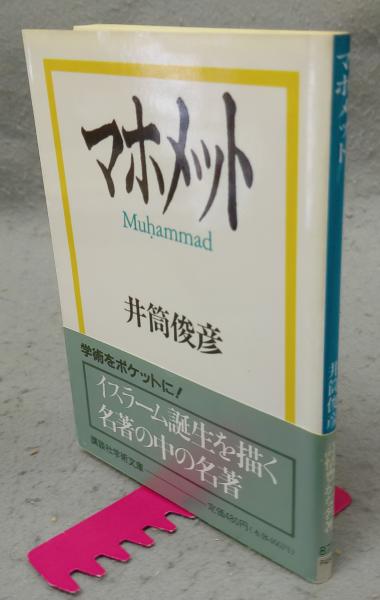 マホメット
Muḥammad
井筒俊彦
学術をポケットに!
イスラーム誕生を描く
名著の中の名著
講談社学術文庫
マホメット
井筒俊彦